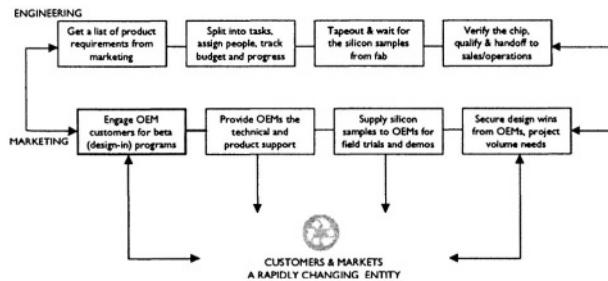 ENGINEERING
Get a list of product
requirements from
marketing
Split into tasks,
assign people, track
budget and progress
Tapeout & wait for
the silicon samples
from fab
Verify the chip,
qualify & handoff to
sales/operations
MARKETING
Engage OEM
customers for beta
(design-in) programs
Provide OEMs the
technical and
product support
Supply silicon
samples to OEMs for
field trials and demos
Secure design wins
from OEMs, project
volume needs
CUSTOMERS & MARKETS
A RAPIDLY CHANGING ENTITY